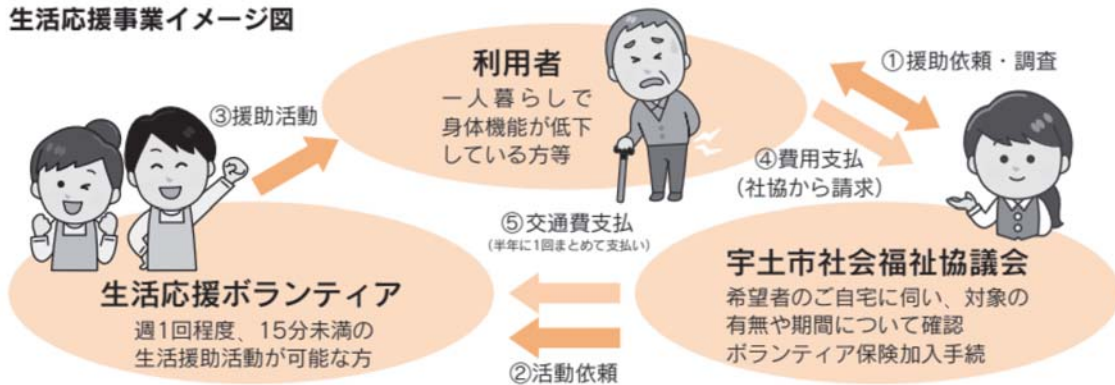 生活応援事業イメージ図
利用者
一人暮らしで
身体機能が低下
している方等
①援助依頼・調査
③援助活動
④費用支払
(社協から請求)
⑤交通費支払
(半年に1回まとめて支払い)
生活応援ボランティア
週1回程度、15分未満の
生活援助活動が可能な方
宇土市社会福祉協議会
希望者のご自宅に伺い、対象の
有無や期間について確認
ボランティア保険加入手続
②活動依頼